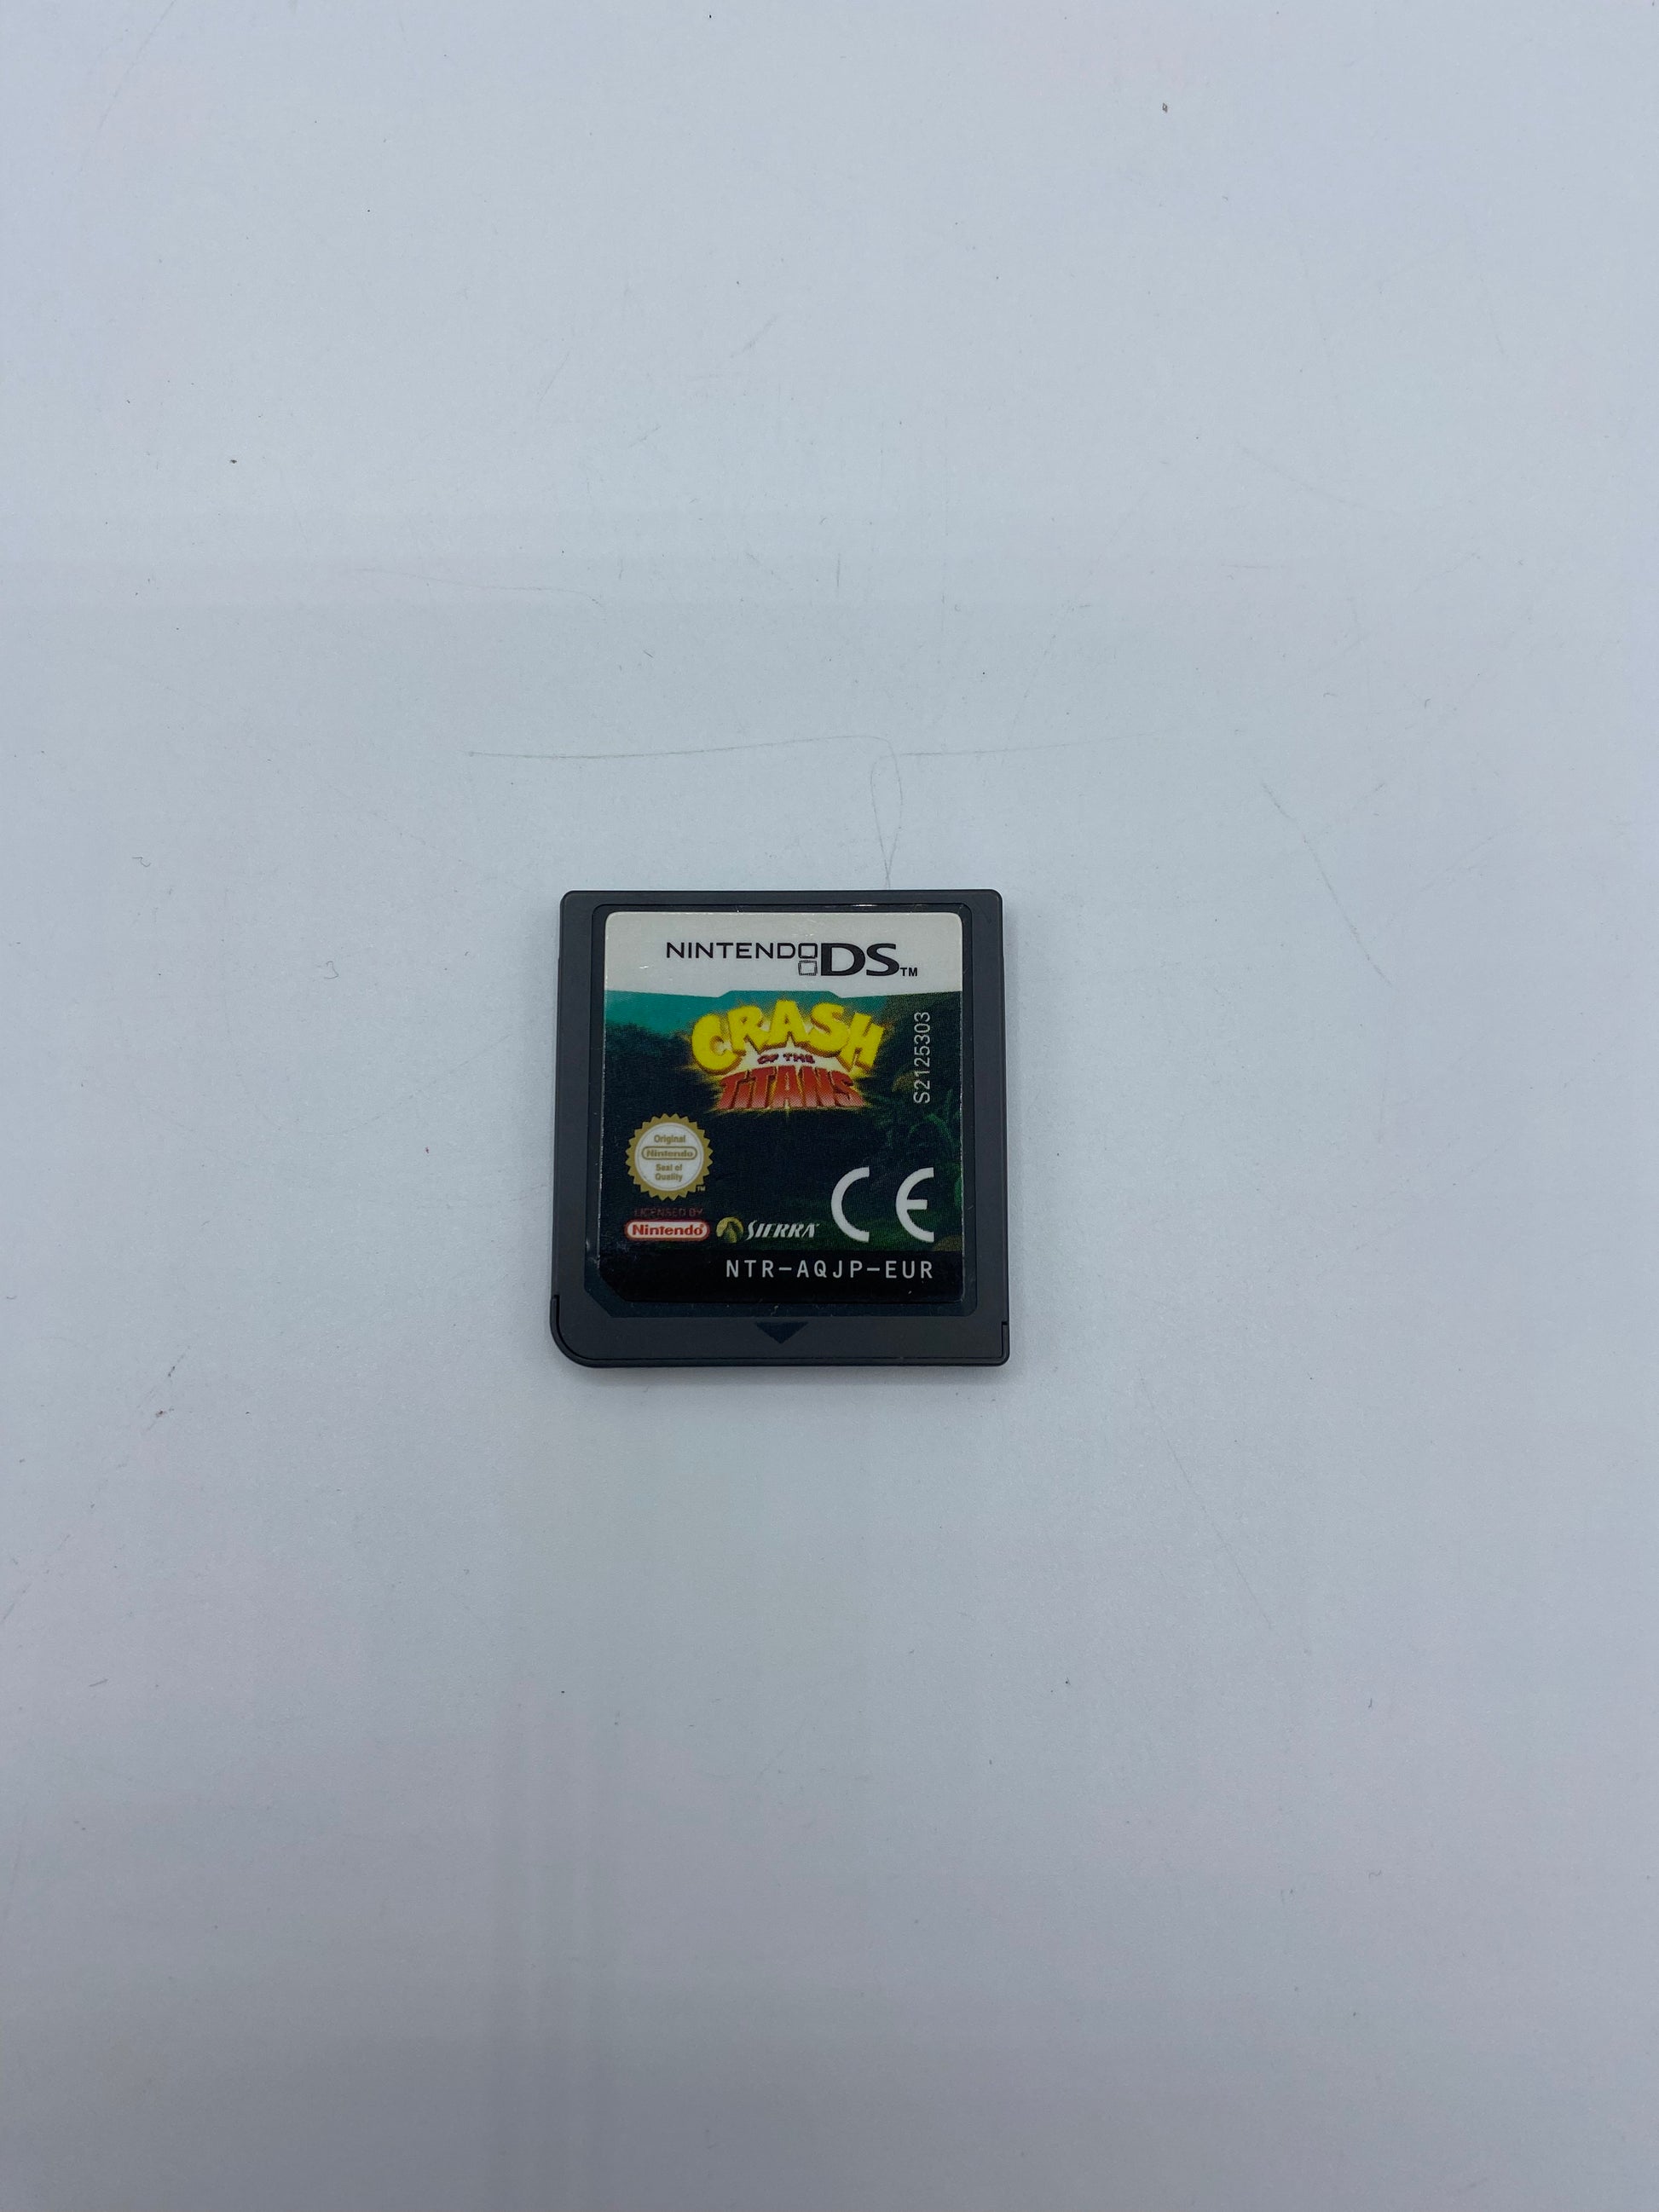 NINTENDO DS™
CRASH
OF THE
TITANS
S2125303
Original
Nintendo
Seal of
Quality
TM
LICENSED BY
Nintendo®
SIERRA
CE
NTR-AQJP-EUR